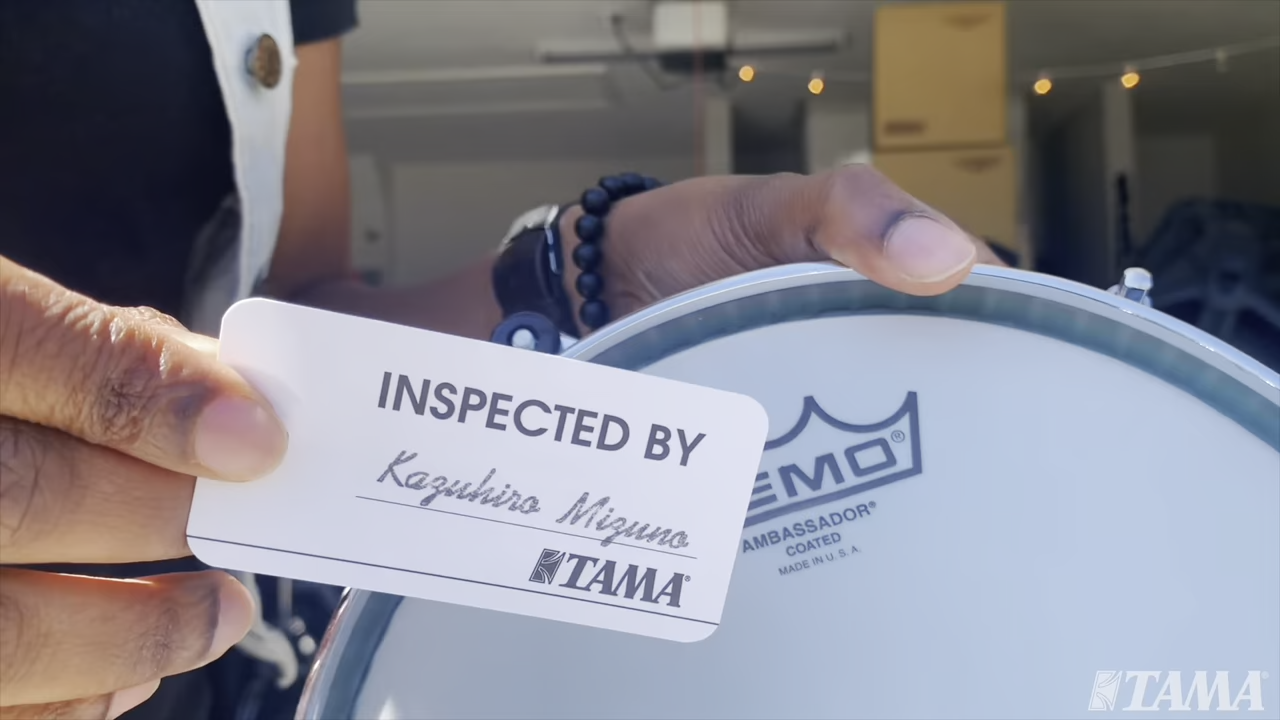 INSPECTED BY
Kazuhiro Mizuno
TAMA®
EMO®
AMBASSADOR®
COATED
MADE IN U.S.A.
TAMA®